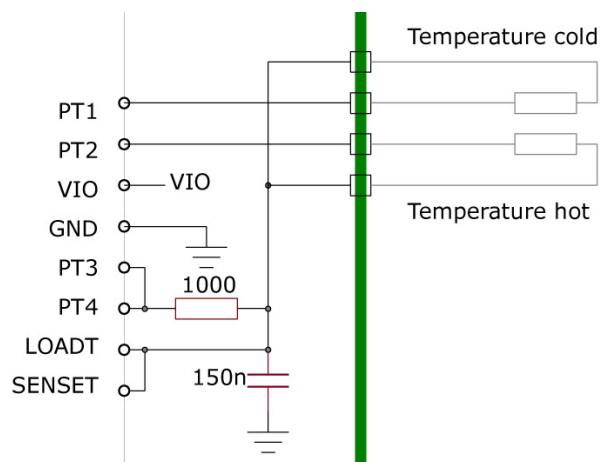 Temperature cold
PT1
PT2
VIO
VIO
Temperature hot
GND
PT3
1000
PT4
LOADT
150n
SENSET